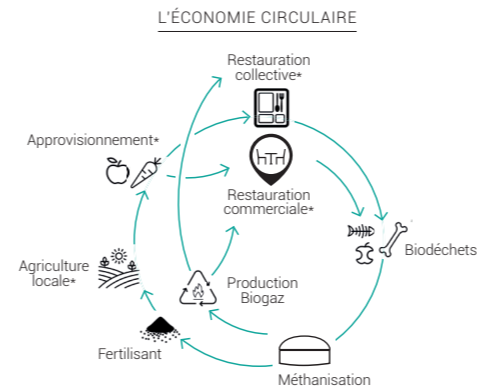 L'ÉCONOMIE CIRCULAIRE
Restauration
collective*
Approvisionnement*
Restauration
commerciale*
Biodéchets
Agriculture
locale*
Production
Biogaz
Fertilisant
Méthanisation